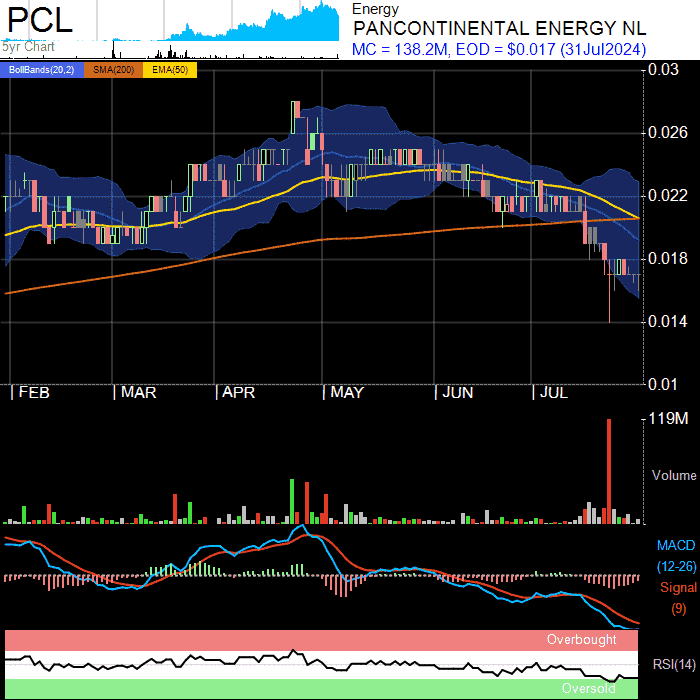 PCL
5yr Chart
Energy
PANCONTINENTAL ENERGY NL
MC = 138.2M, EOD = $0.017 (31Jul2024)
BollBands(20,2) SMA(200) EMA(50)
0.03
0.026
0.022
0.018
0.014
0.01
FEB MAR APR MAY JUN JUL
119M
Volume
MACD
(12-26)
Signal
(9)
Overbought
RSI(14)
Oversold